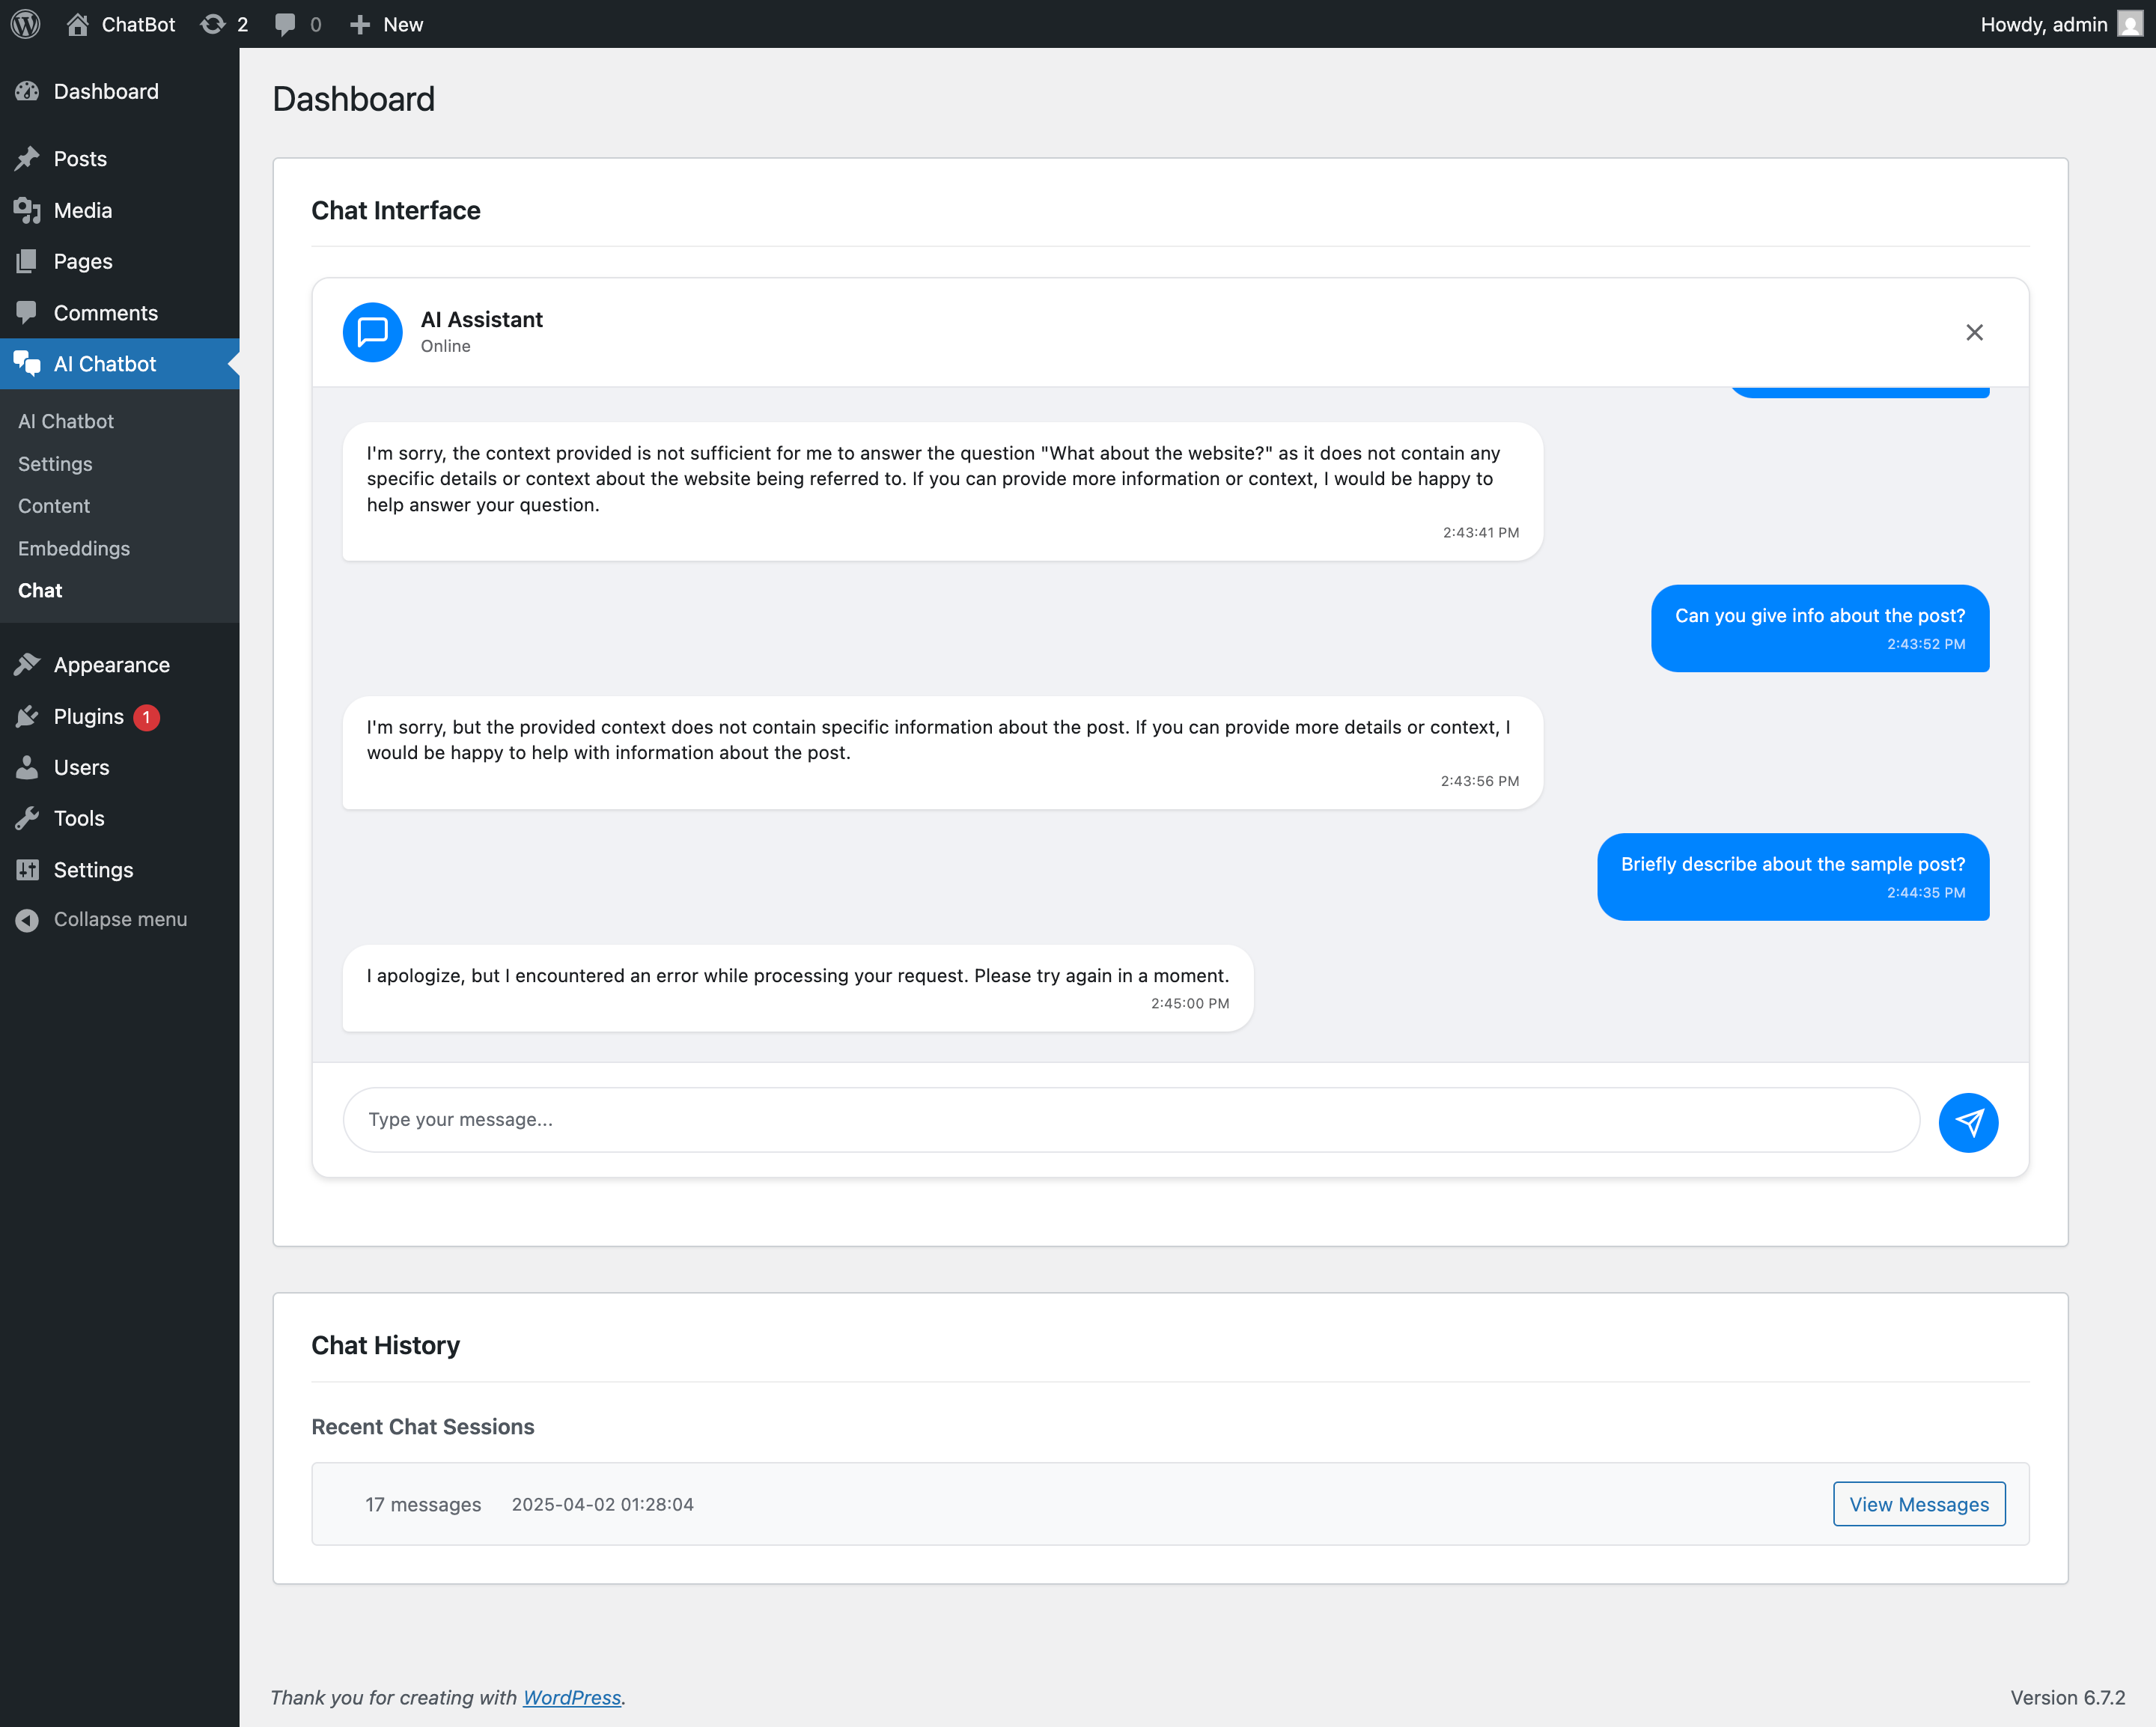 ChatBot 2 0 New Howdy, admin
Dashboard
Posts
Media
Pages
Comments
AI Chatbot
AI Chatbot
Settings
Content
Embeddings
Chat
Appearance
Plugins 1
Users
Tools
Settings
Collapse menu
Dashboard
Chat Interface
AI Assistant
Online
I'm sorry, the context provided is not sufficient for me to answer the question "What about the website?" as it does not contain any
specific details or context about the website being referred to. If you can provide more information or context, I would be happy to
help answer your question.
2:43:41 PM
Can you give info about the post?
2:43:52 PM
I'm sorry, but the provided context does not contain specific information about the post. If you can provide more details or context, I
would be happy to help with information about the post.
2:43:56 PM
Briefly describe about the sample post?
2:44:35 PM
I apologize, but I encountered an error while processing your request. Please try again in a moment.
2:45:00 PM
Type your message...
Chat History
Recent Chat Sessions
17 messages 2025-04-02 01:28:04 View Messages
Thank you for creating with WordPress. Version 6.7.2